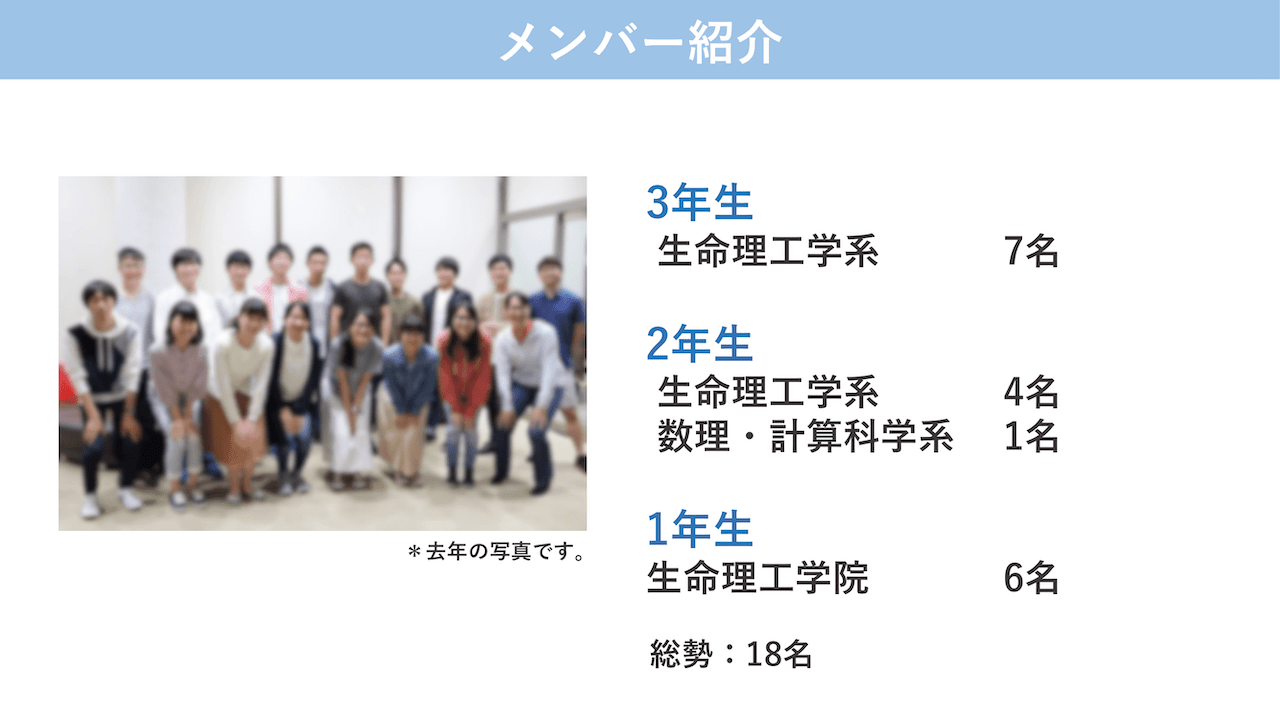 メンバー紹介
3年生
生命理工学系 7名
2年生
生命理工学系 4名
数理・計算科学系 1名
1年生
生命理工学院 6名
総勢：18名
＊去年の写真です。